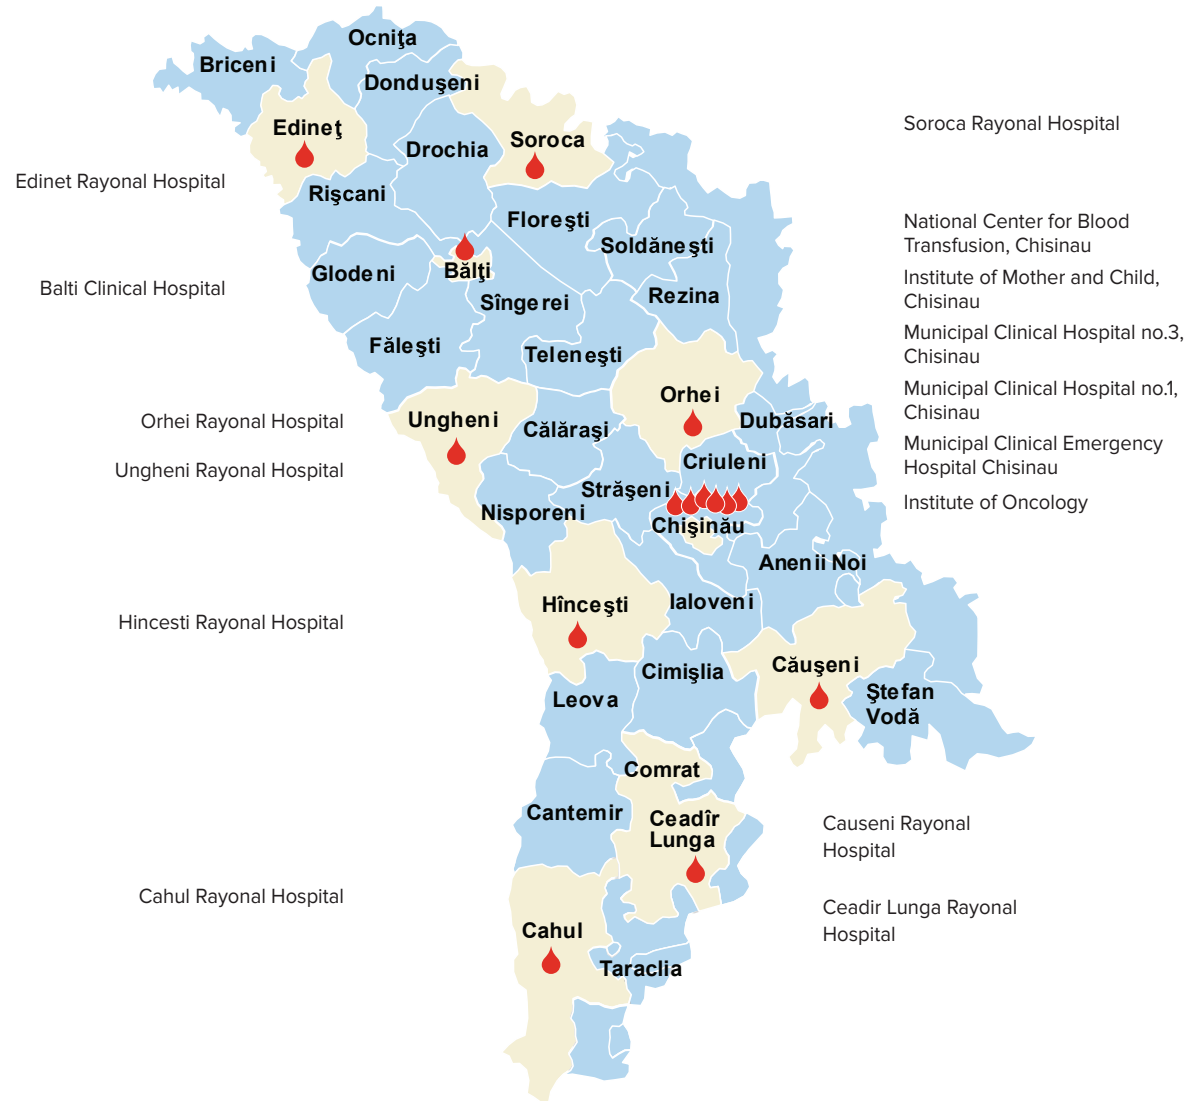 Ocniţa
Briceni
Donduşeni
Edineţ
Soroca
Drochia
Rişcani
Floreşti
Soldăneşti
Glodeni
Bălţi
Sîngerei
Rezina
Făleşti
Teleneşti
Orhei
Ungheni
Călăraşi
Dubăsari
Criuleni
Străşeni
Nisporeni
Chişinău
Anenii Noi
Hînceşti
Ialoveni
Cimişlia
Căuşeni
Leova
Ştefan
Vodă
Comrat
Cantemir
Ceadîr
Lunga
Cahul
Taraclia
Edinet Rayonal Hospital
Balti Clinical Hospital
Orhei Rayonal Hospital
Ungheni Rayonal Hospital
Hincesti Rayonal Hospital
Cahul Rayonal Hospital
Soroca Rayonal Hospital
National Center for Blood
Transfusion, Chisinau
Institute of Mother and Child,
Chisinau
Municipal Clinical Hospital no.3,
Chisinau
Municipal Clinical Hospital no.1,
Chisinau
Municipal Clinical Emergency
Hospital Chisinau
Institute of Oncology
Causeni Rayonal
Hospital
Ceadir Lunga Rayonal
Hospital